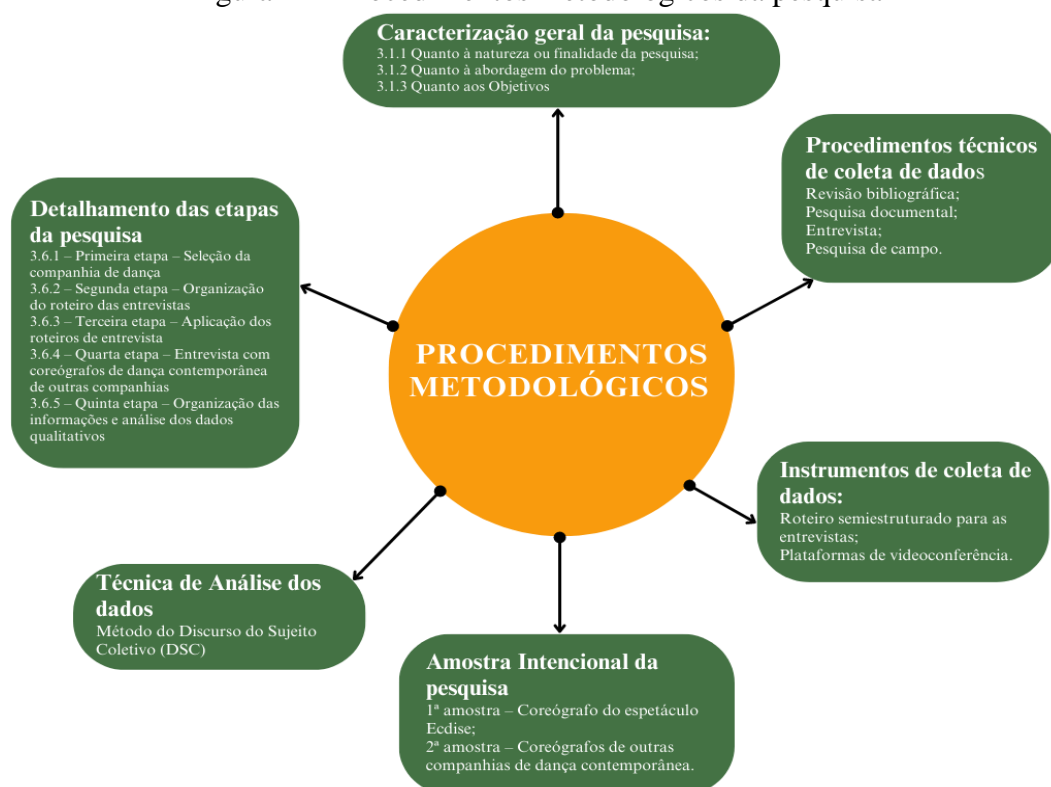 Caracterização geral da pesquisa:
3.1.1 Quanto à natureza ou finalidade da pesquisa;
3.1.2 Quanto à abordagem do problema;
3.1.3 Quanto aos Objetivos
Procedimentos técnicos
de coleta de dados
Revisão bibliográfica;
Pesquisa documental;
Entrevista;
Pesquisa de campo.
Detalhamento das etapas
da pesquisa
3.6.1 – Primeira etapa – Seleção da
companhia de dança
3.6.2 – Segunda etapa – Organização
do roteiro das entrevistas
3.6.3 – Terceira etapa – Aplicação dos
roteiros de entrevista
3.6.4 – Quarta etapa – Entrevista com
coreógrafos de dança contemporânea
de outras companhias
3.6.5 – Quinta etapa – Organização das
informações e análise dos dados
qualitativos
PROCEDIMENTOS
METODOLÓGICOS
Instrumentos de coleta de
dados:
Roteiro semiestruturado para as
entrevistas;
Plataformas de videoconferência.
Técnica de Análise dos
dados
Método do Discurso do Sujeito
Coletivo (DSC)
Amostra Intencional da
pesquisa
1ª amostra – Coreógrafo do espetáculo
Ecdise;
2ª amostra – Coreógrafos de outras
companhias de dança contemporânea.